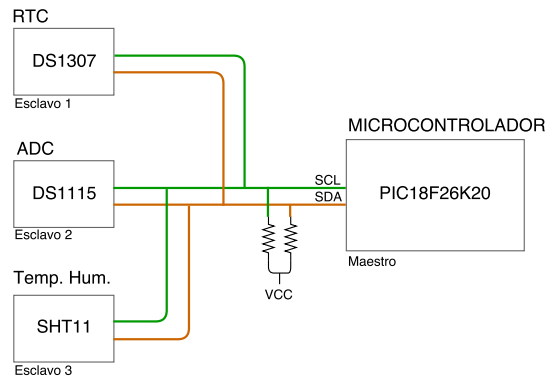 RTC
DS1307
Esclavo 1
MICROCONTROLADOR
ADC
SCL
DS1115
SDA
PIC18F26K20
Esclavo 2
Maestro
Temp. Hum.
VCC
SHT11
Esclavo 3